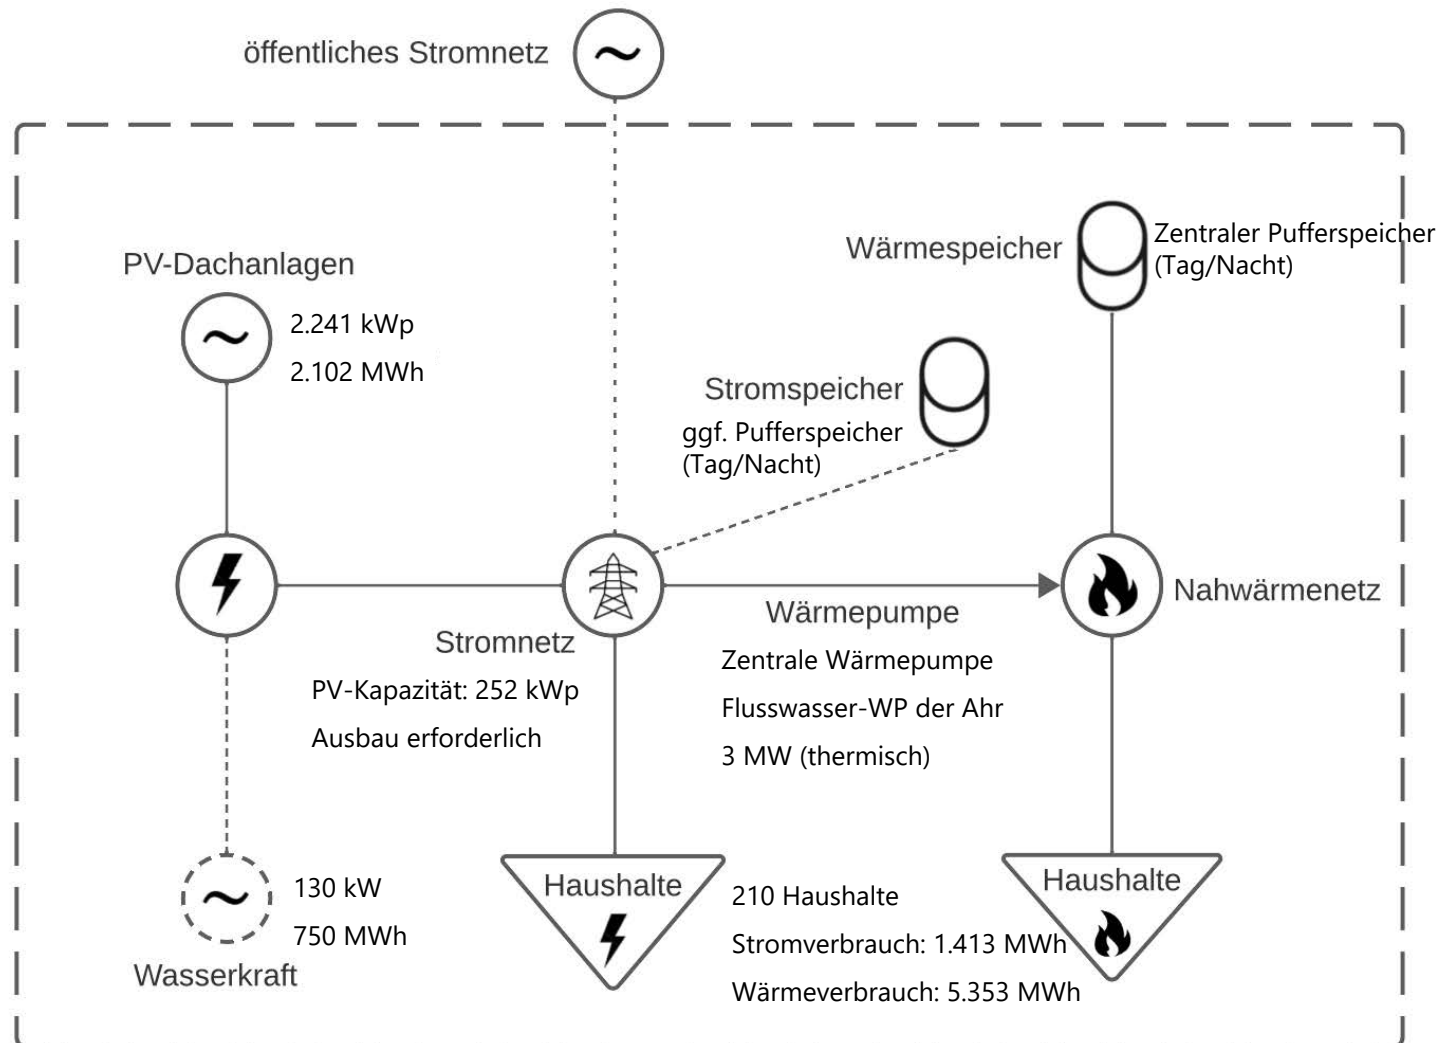 öffentliches Stromnetz
Wärmespeicher
Zentraler Pufferspeicher
(Tag/Nacht)
PV-Dachanlagen
2.241 kWp
2.102 MWh
Stromspeicher
ggf. Pufferspeicher
(Tag/Nacht)
Nahwärmenetz
Stromnetz
PV-Kapazität: 252 kWp
Ausbau erforderlich
Wärmepumpe
Zentrale Wärmepumpe
Flusswasser-WP der Ahr
3 MW (thermisch)
130 kW
750 MWh
Wasserkraft
Haushalte
210 Haushalte
Stromverbrauch: 1.413 MWh
Wärmeverbrauch: 5.353 MWh
Haushalte